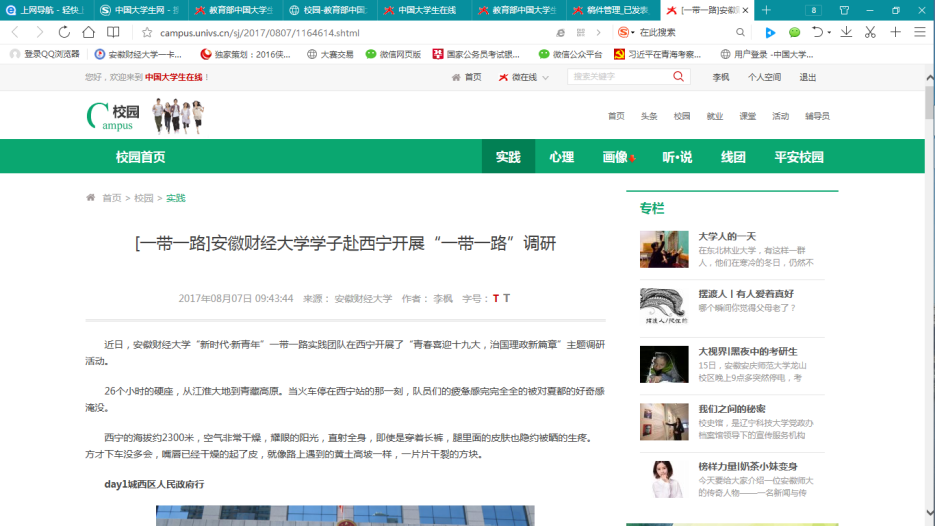 上网导航 - 轻快上
中国大学生网 -
教育部中国大学生
校园-教育部中国
中国大学生在线
教育部中国大学生
稿件管理_已发表
[一带一路]安徽
8
campus.univs.cn/sj/2017/0807/1164614.shtml
在此搜索
登录QQ浏览器
安徽财经大学—卡...
独家策划：2016侠...
大赛交易
微信网页版
国家公务员考试银...
微信公众平台
习近平在青海考察...
用户登录 -中国大学...
您好，欢迎来到 中国大学生在线！
首页
微在线
搜索关键字
李枫
个人空间
退出
Campus 校园
首页 头条 校园 就业 课堂 活动 辅导员
校园首页 实践 心理 画像 听·说 线团 平安校园
首页 > 校园 > 实践
[一带一路]安徽财经大学学子赴西宁开展“一带一路”调研
2017年08月07日 09:43:44 来源： 安徽财经大学 作者： 李枫 字号： T T
近日，安徽财经大学“新时代·新青年”一带一路实践团队在西宁开展了“青春喜迎十九大，治国理政新篇章”主题调研
活动。
26个小时的硬座，从江淮大地到青藏高原。当火车停在西宁站的那一刻，队员们的疲惫感完完全全的被对夏都的好奇感
淹没。
西宁的海拔约2300米，空气非常干燥，耀眼的阳光，直射全身，即使是穿着长裤，腿里面的皮肤也隐约被晒的生疼。
方才下车没多会，嘴唇已经干燥的起了皮，就像路上遇到的黄土高坡一样，一片片干裂的方块。
day1城西区人民政府行
专栏
大学人的一天
在东北林业大学，有这样一群
人，他们在寒冷的冬日，仍然不
摆渡人丨有人爱着真好
哪个瞬间你觉得父母老了？
大视界|黑夜中的考研生
15日，安徽安庆师范大学龙山
校区晚上9点多突然停电，考
我们之间的秘密
校史馆，是辽宁科技大学党政办
档案馆领导下的宣传服务机构
榜样力量|奶茶小妹变身
今天要给大家介绍一位安徽师大
的传奇人物——一名新闻与传